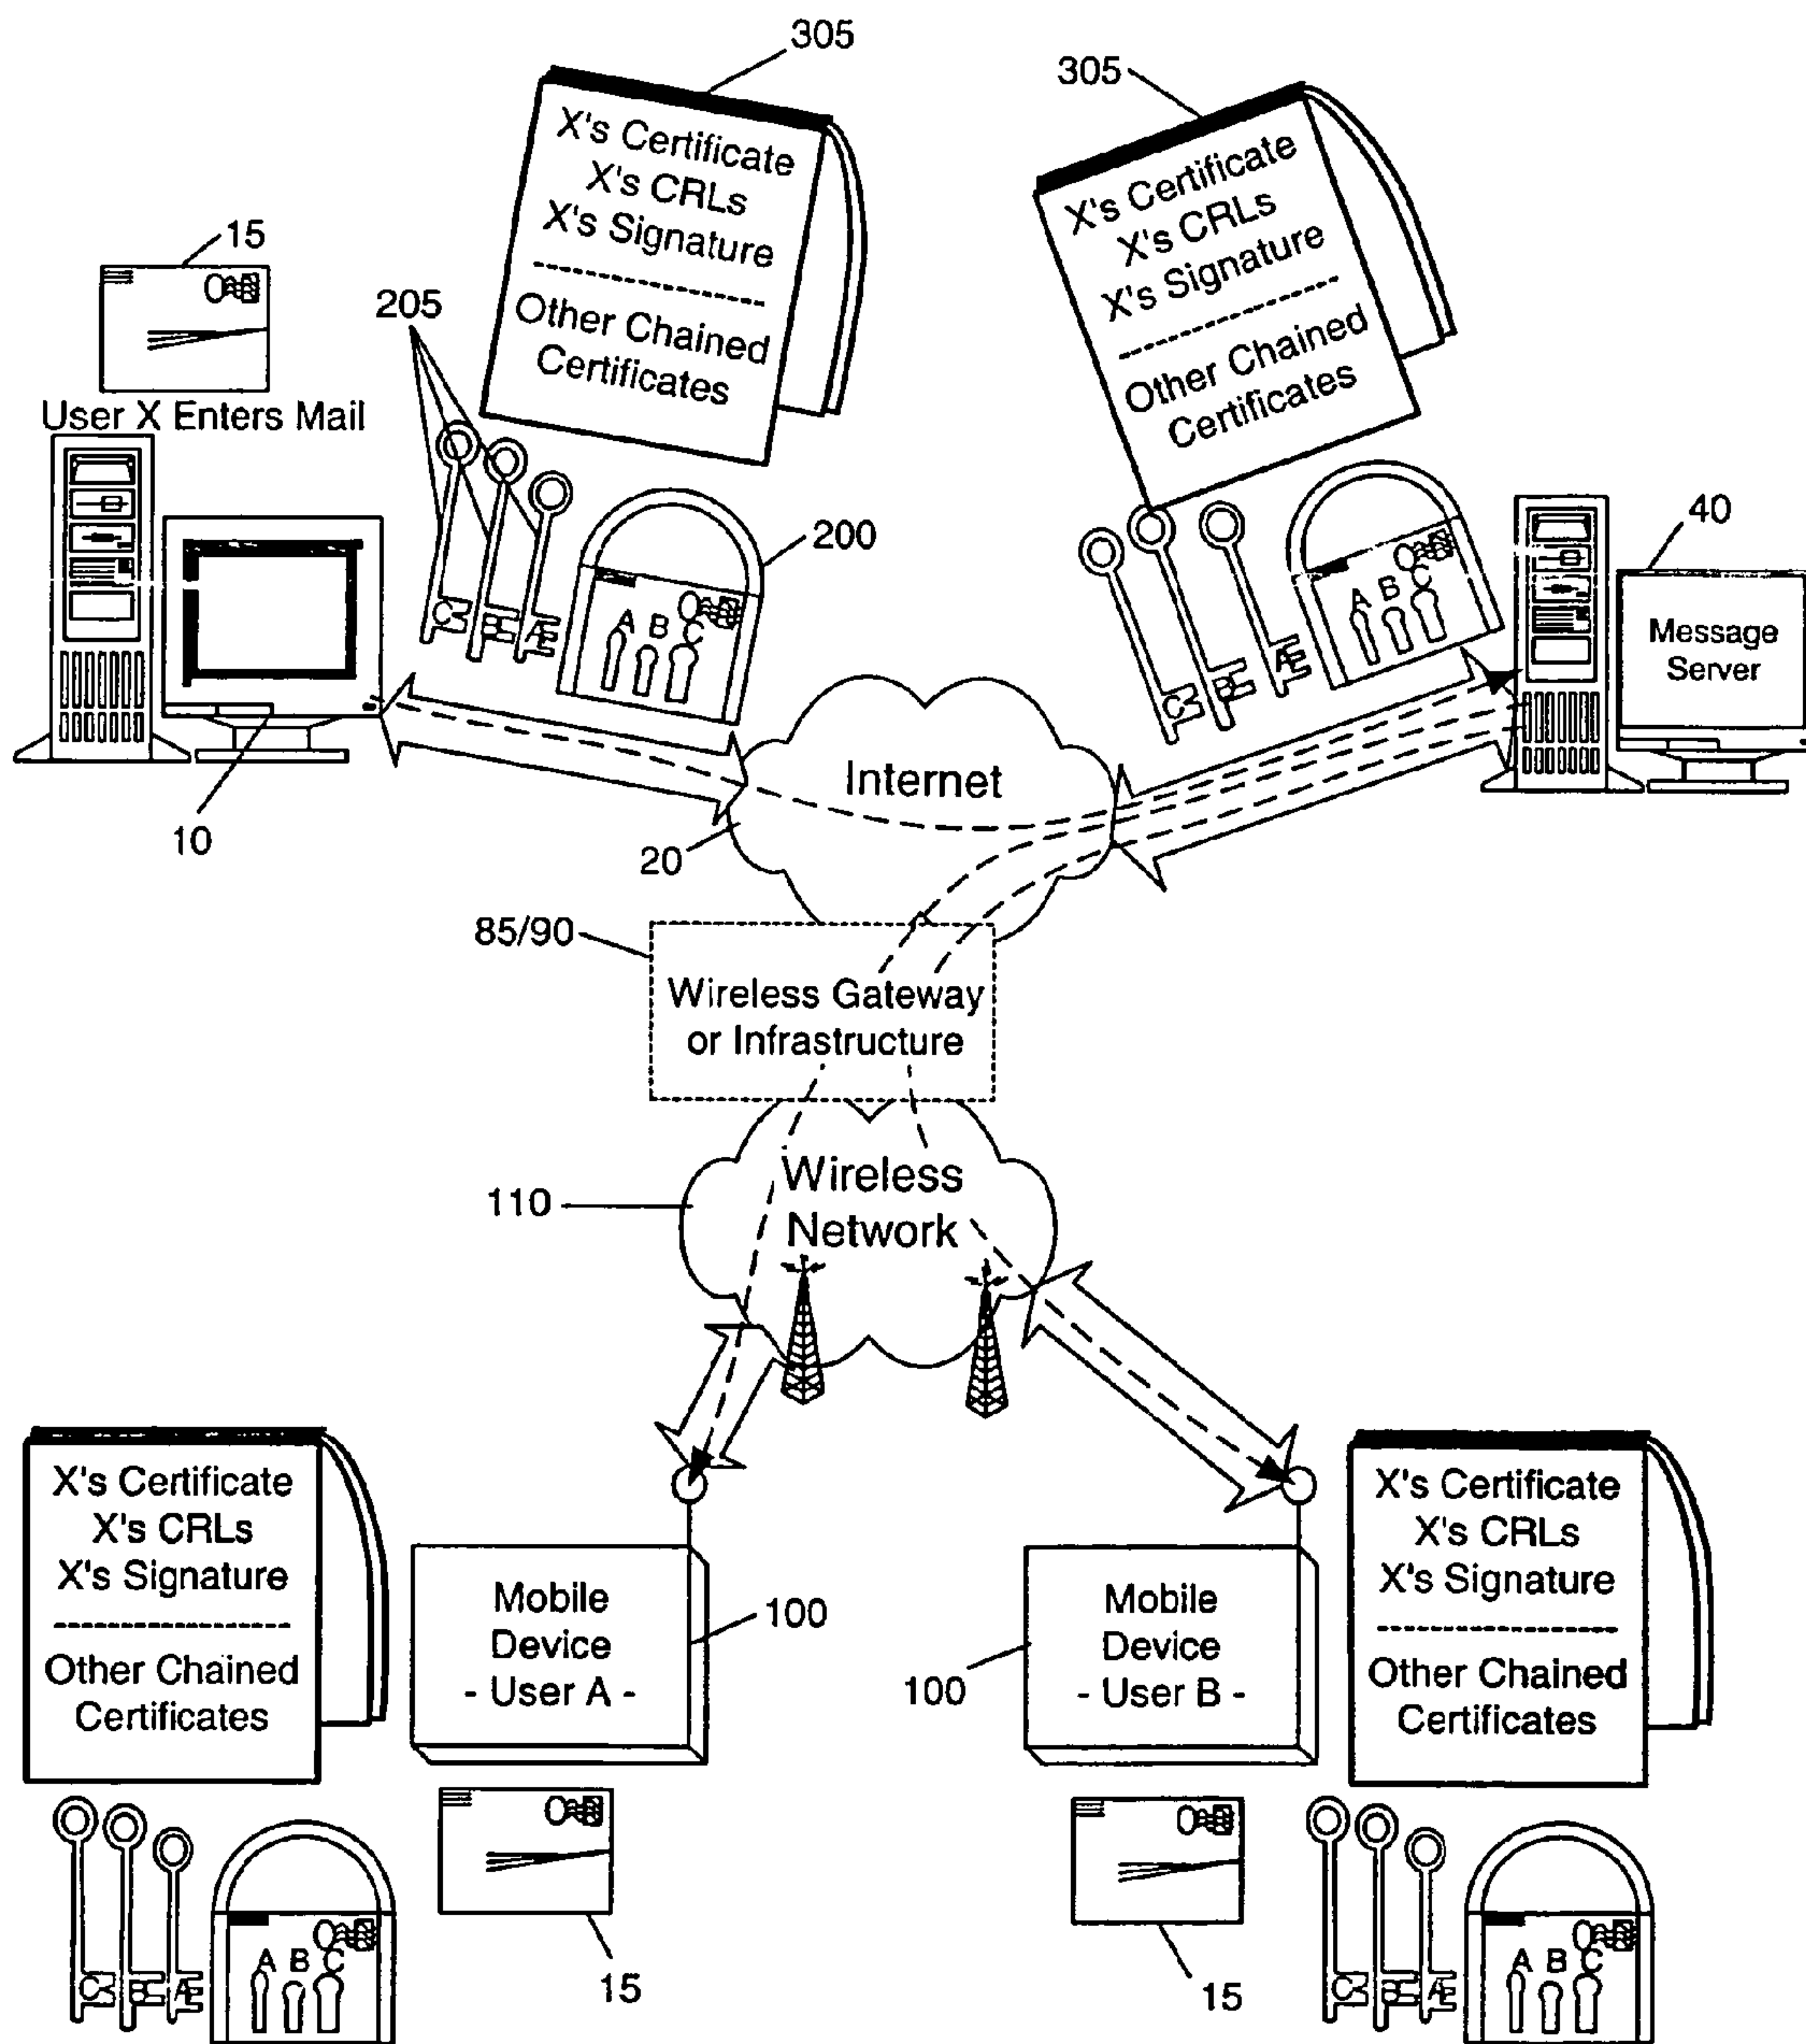 305
X's Certificate
X's CRLs
X's Signature
Other Chained
Certificates
305
X's Certificate
X's CRLs
X's Signature
Other Chained
Certificates
15
User X Enters Mail
205
C
B
A
200
A B C
C
B
A
A B C
40
Message
Server
10
Internet
20
85/90
Wireless Gateway
or Infrastructure
110
Wireless
Network
X's Certificate
X's CRLs
X's Signature
Other Chained
Certificates
Mobile
Device
- User A -
100
Mobile
Device
- User B -
100
X's Certificate
X's CRLs
X's Signature
Other Chained
Certificates
C
B
A
A B C
15
15
C
B
A
A B C